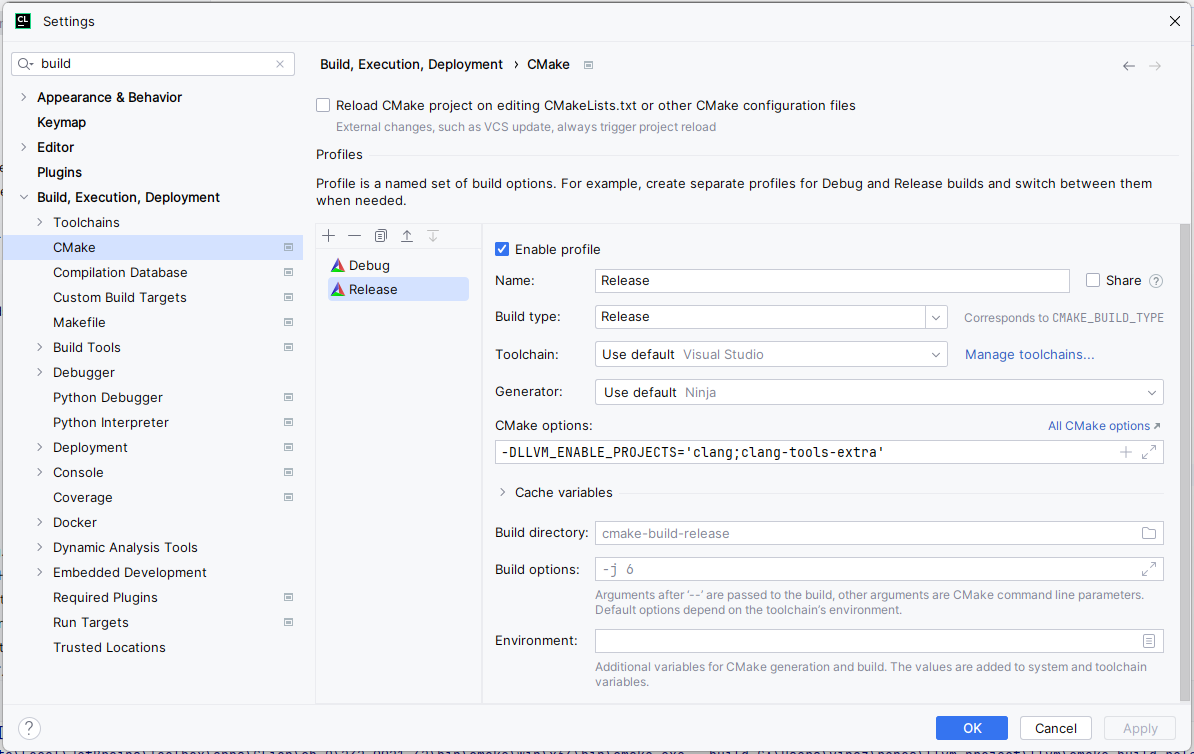 CL
Settings
build
Appearance & Behavior
Keymap
Editor
Plugins
Build, Execution, Deployment
Toolchains
CMake
Compilation Database
Custom Build Targets
Makefile
Build Tools
Debugger
Python Debugger
Python Interpreter
Deployment
Console
Coverage
Docker
Dynamic Analysis Tools
Embedded Development
Required Plugins
Run Targets
Trusted Locations
Build, Execution, Deployment › CMake
Reload CMake project on editing CMakeLists.txt or other CMake configuration files
External changes, such as VCS update, always trigger project reload
Profiles
Profile is a named set of build options. For example, create separate profiles for Debug and Release builds and switch between them
when needed.
Debug
Release
Enable profile
Name: Release Share ?
Build type: Release Corresponds to CMAKE_BUILD_TYPE
Toolchain: Use default Visual Studio Manage toolchains...
Generator: Use default Ninja
CMake options: All CMake options ↗
-DLLVM_ENABLE_PROJECTS='clang;clang-tools-extra'
Cache variables
Build directory: cmake-build-release
Build options: -j 6
Arguments after '--' are passed to the build, other arguments are CMake command line parameters.
Default options depend on the toolchain's environment.
Environment:
Additional variables for CMake generation and build. The values are added to system and toolchain
variables.
? OK Cancel Apply